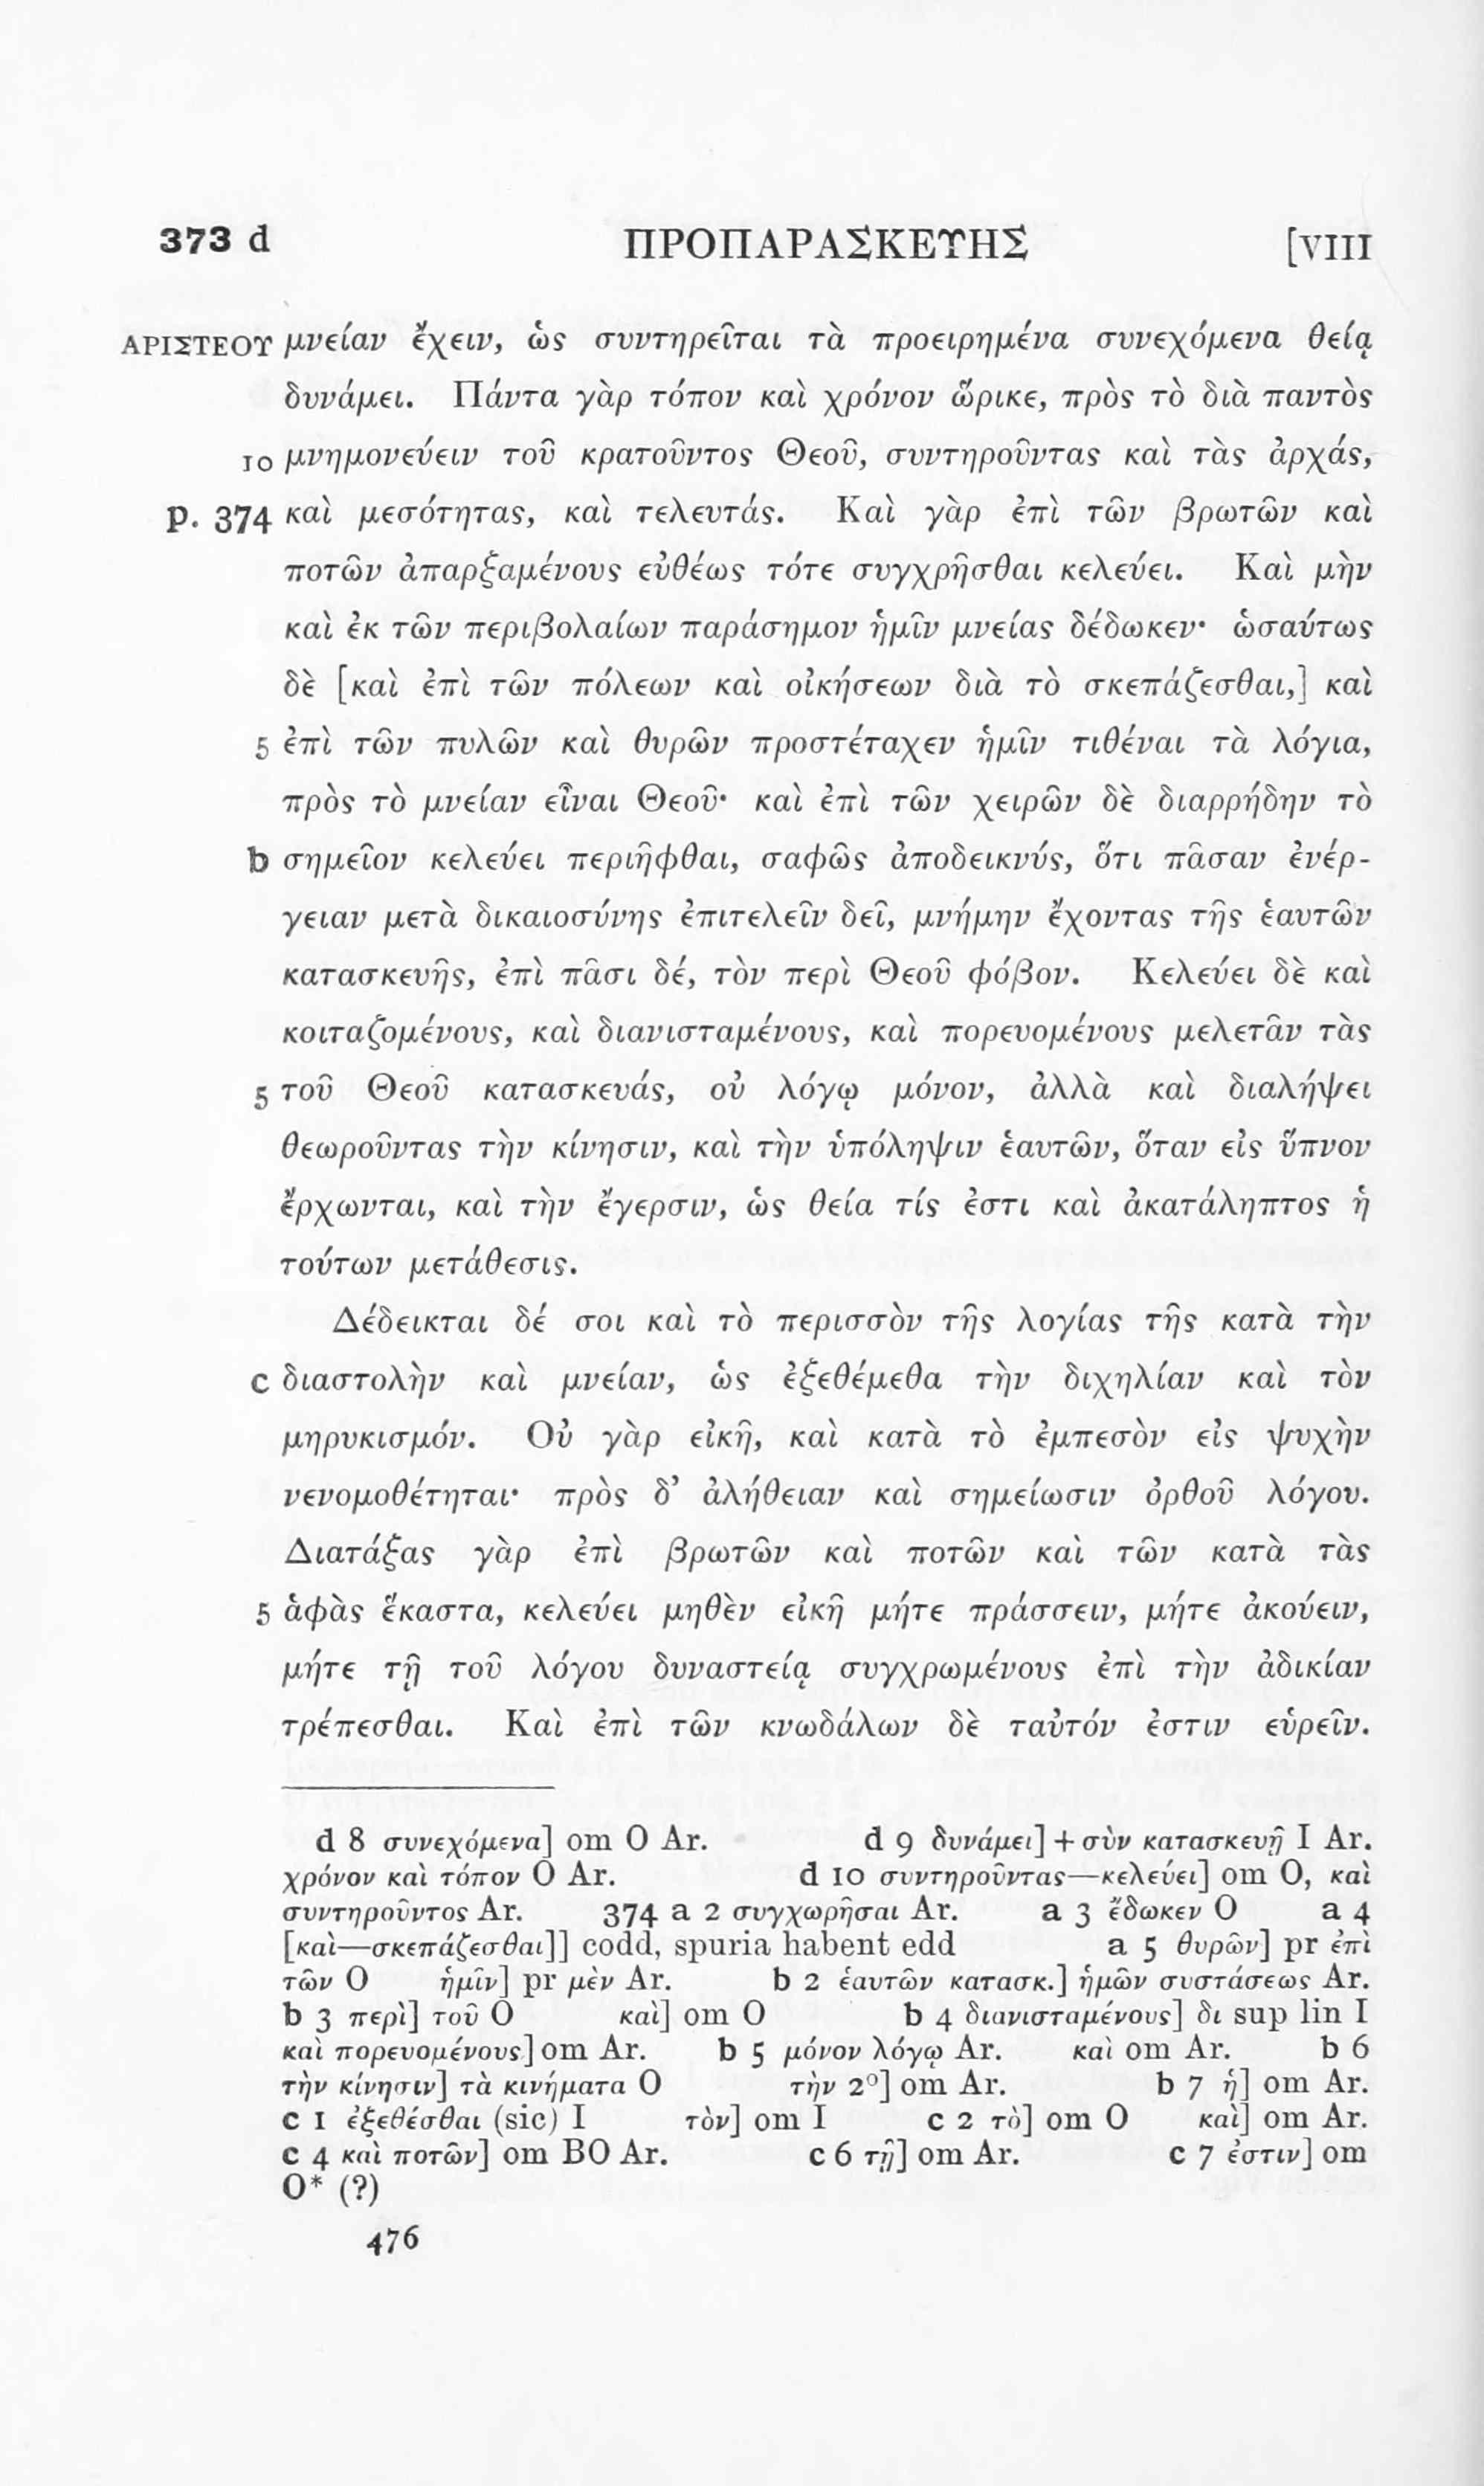 373 d ΠΡΟΠΑΡΑΣΚΕΥΗΣ [VIII
ΑΡΙΣΤΕΟΥ μνείαν ἔχειν, ὡς συντηρεῖται τὰ προειρημένα συνεχόμενα θείᾳ
δυνάμει. Πάντα γὰρ τόπον καὶ χρόνον ὥρικε, πρὸς τὸ διὰ παντὸς
10 μνημονεύειν τοῦ κρατοῦντος Θεοῦ, συντηροῦντας καὶ τὰς ἀρχάς,
p. 374 καὶ μεσότητας, καὶ τελευτάς. Καὶ γὰρ ἐπὶ τῶν βρωτῶν καὶ
ποτῶν ἀπαρξαμένους εὐθέως τότε συγχρῆσθαι κελεύει. Καὶ μὴν
καὶ ἐκ τῶν περιβολαίων παράσημον ἡμῖν μνείας δέδωκεν· ὡσαύτως
δὲ [καὶ ἐπὶ τῶν πόλεων καὶ οἰκήσεων διὰ τὸ σκεπάζεσθαι,] καὶ
5 ἐπὶ τῶν πυλῶν καὶ θυρῶν προστέταχεν ἡμῖν τιθέναι τὰ λόγια,
πρὸς τὸ μνείαν εἶναι Θεοῦ· καὶ ἐπὶ τῶν χειρῶν δὲ διαρρήδην τὸ
b σημεῖον κελεύει περιῆφθαι, σαφῶς ἀποδεικνύς, ὅτι πᾶσαν ἐνέρ-
γειαν μετὰ δικαιοσύνης ἐπιτελεῖν δεῖ, μνήμην ἔχοντας τῆς ἑαυτῶν
κατασκευῆς, ἐπὶ πᾶσι δέ, τὸν περὶ Θεοῦ φόβον. Κελεύει δὲ καὶ
κοιταζομένους, καὶ διανισταμένους, καὶ πορευομένους μελετᾶν τὰς
5 τοῦ Θεοῦ κατασκευάς, οὐ λόγῳ μόνον, ἀλλὰ καὶ διαλήψει
θεωροῦντας τὴν κίνησιν, καὶ τὴν ὑπόληψιν ἑαυτῶν, ὅταν εἰς ὕπνον
ἔρχωνται, καὶ τὴν ἔγερσιν, ὡς θεία τίς ἐστι καὶ ἀκατάληπτος ἡ
τούτων μετάθεσις.
Δέδεικται δέ σοι καὶ τὸ περισσὸν τῆς λογίας τῆς κατὰ τὴν
c διαστολὴν καὶ μνείαν, ὡς ἐξεθέμεθα τὴν διχηλίαν καὶ τὸν
μηρυκισμόν. Οὐ γὰρ εἰκῆ, καὶ κατὰ τὸ ἐμπεσὸν εἰς ψυχὴν
νενομοθέτηται· πρὸς δ’ ἀλήθειαν καὶ σημείωσιν ὀρθοῦ λόγου.
Διατάξας γὰρ ἐπὶ βρωτῶν καὶ ποτῶν καὶ τῶν κατὰ τὰς
5 ἁφὰς ἕκαστα, κελεύει μηθὲν εἰκῆ μήτε πράσσειν, μήτε ἀκούειν,
μήτε τῇ τοῦ λόγου δυναστείᾳ συγχρωμένους ἐπὶ τὴν ἀδικίαν
τρέπεσθαι. Καὶ ἐπὶ τῶν κνωδάλων δὲ ταὐτόν ἐστιν εὑρεῖν.
d 8 συνεχόμενα] om O Ar. d 9 δυνάμει] + σὺν κατασκευῇ I Ar.
χρόνον καὶ τόπον O Ar. d 10 συντηροῦντας—κελεύει] om O, καὶ
συντηροῦντος Ar. 374 a 2 συγχωρῆσαι Ar. a 3 ἔδωκεν O a 4
[καὶ—σκεπάζεσθαι]] codd, spuria habent edd a 5 θυρῶν] pr ἐπὶ
τῶν O ἡμῖν] pr μὲν Ar. b 2 ἑαυτῶν κατασκ.] ἡμῶν συστάσεως Ar.
b 3 περὶ] τοῦ O καὶ] om O b 4 διανισταμένους] δι sup lin I
καὶ πορευομένους] om Ar. b 5 μόνον λόγῳ Ar. καὶ om Ar. b 6
τὴν κίνησιν] τὰ κινήματα O τὴν 2º] om Ar. b 7 ἡ] om Ar.
c 1 ἐξεθέσθαι (sic) I τὸν] om I c 2 τὸ] om O καὶ] om Ar.
c 4 καὶ ποτῶν] om BO Ar. c 6 τῇ] om Ar. c 7 ἐστιν] om
O* (?)
476